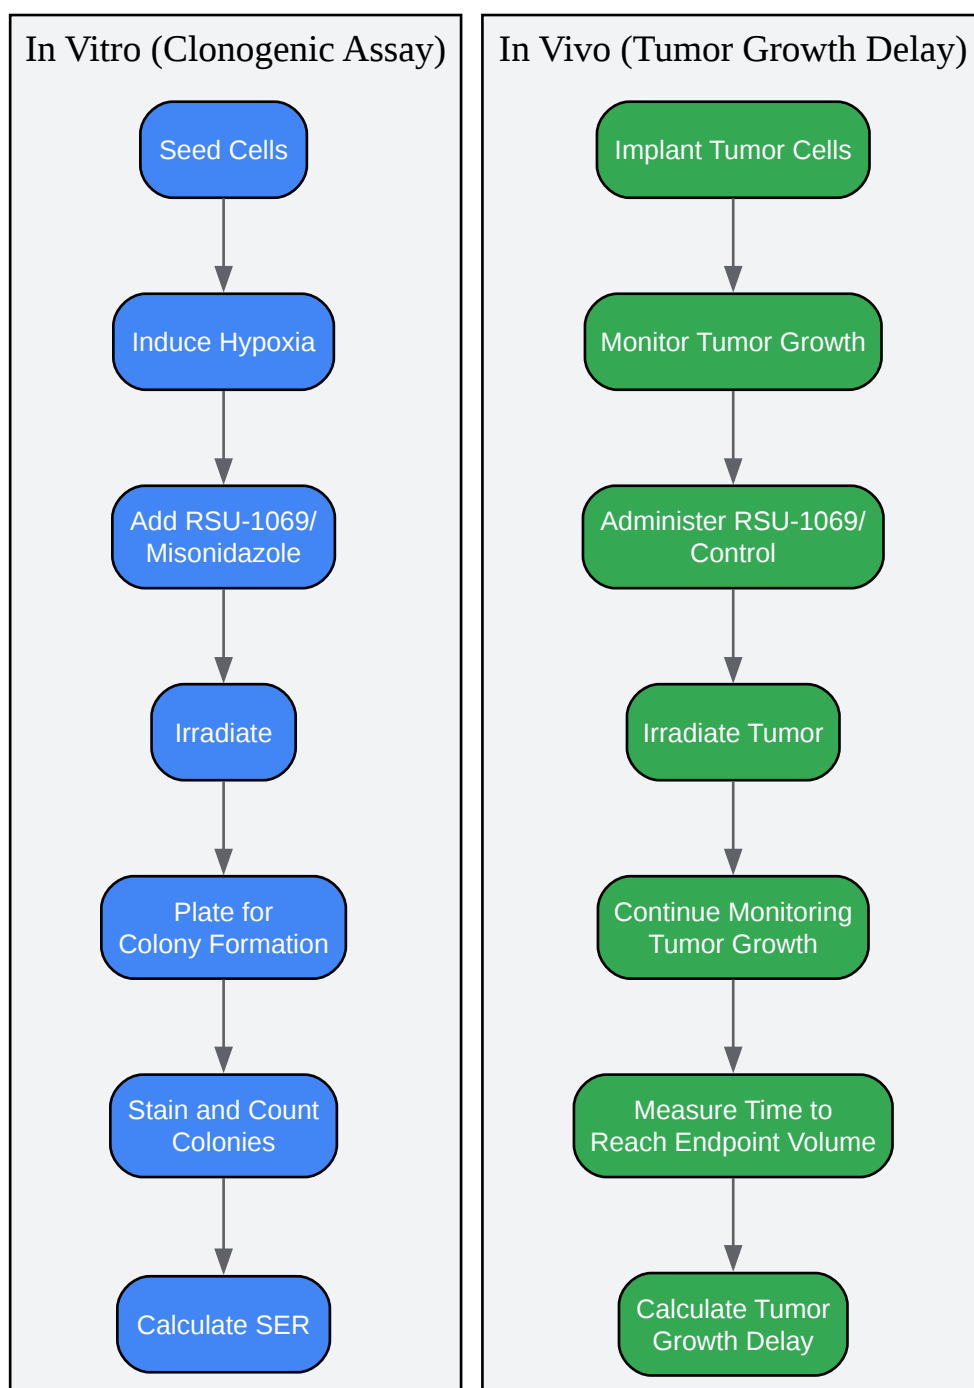 In Vitro (Clonogenic Assay)
Seed Cells
Induce Hypoxia
Add RSU-1069/
Misonidazole
Irradiate
Plate for
Colony Formation
Stain and Count
Colonies
Calculate SER
In Vivo (Tumor Growth Delay)
Implant Tumor Cells
Monitor Tumor Growth
Administer RSU-1069/
Control
Irradiate Tumor
Continue Monitoring
Tumor Growth
Measure Time to
Reach Endpoint Volume
Calculate Tumor
Growth Delay